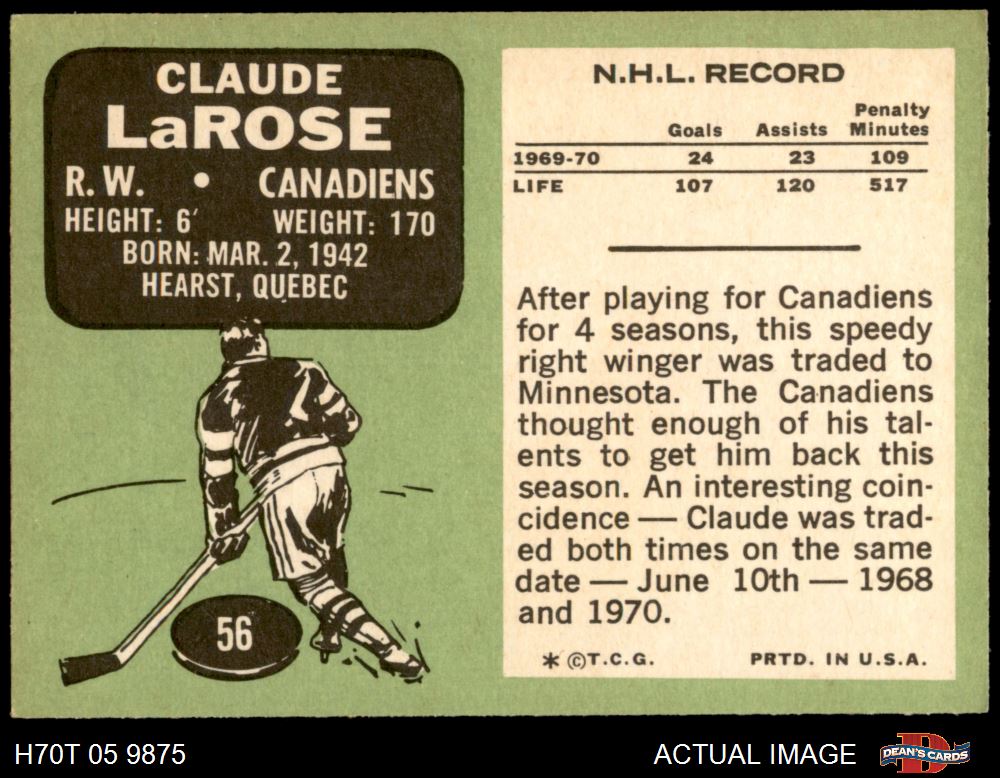 CLAUDE
LaROSE
R. W. • CANADIENS
HEIGHT: 6′ WEIGHT: 170
BORN: MAR. 2, 1942
HEARST, QUEBEC
56
N.H.L. RECORD
Goals Assists Penalty Minutes
1969-70 24 23 109
LIFE 107 120 517
After playing for Canadiens
for 4 seasons, this speedy
right winger was traded to
Minnesota. The Canadiens
thought enough of his tal-
ents to get him back this
season. An interesting coin-
cidence — Claude was trad-
ed both times on the same
date — June 10th — 1968
and 1970.
* ©T.C.G. PRTD. IN U.S.A.
H70T 05 9875 ACTUAL IMAGE DEAN'S CARDS